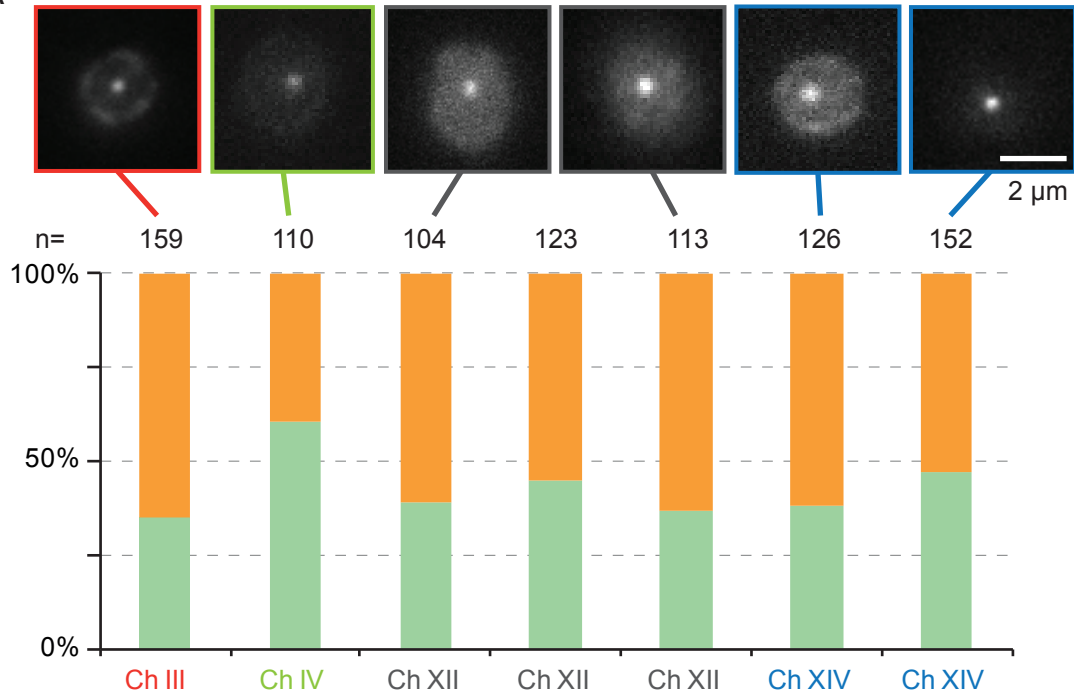 2 µm
n= 159 110 104 123 113 126 152
100%
50%
0%
Ch III Ch IV Ch XII Ch XII Ch XII Ch XIV Ch XIV